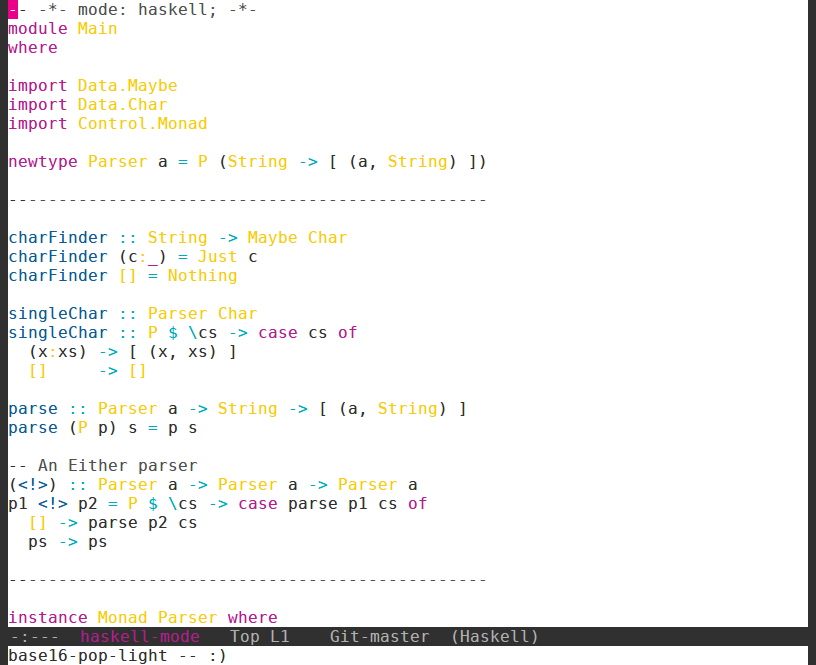 -- -*- mode: haskell; -*-
module Main
where

import Data.Maybe
import Data.Char
import Control.Monad

newtype Parser a = P (String -> [ (a, String) ])

------------------------------------------------

charFinder :: String -> Maybe Char
charFinder (c:_) = Just c
charFinder [] = Nothing

singleChar :: Parser Char
singleChar :: P $ \cs -> case cs of
  (x:xs) -> [ (x, xs) ]
  []     -> []

parse :: Parser a -> String -> [ (a, String) ]
parse (P p) s = p s

-- An Either parser
(<!>) :: Parser a -> Parser a -> Parser a
p1 <!> p2 = P $ \cs -> case parse p1 cs of
  [] -> parse p2 cs
  ps -> ps

------------------------------------------------

instance Monad Parser where
-:---  haskell-mode   Top L1    Git-master  (Haskell)
base16-pop-light -- :)